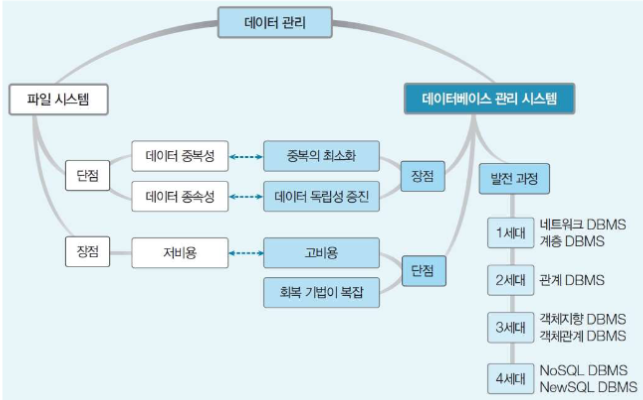 데이터 관리
파일 시스템
데이터베이스 관리 시스템
단점
데이터 중복성
중복의 최소화
장점
데이터 종속성
데이터 독립성 증진
장점
저비용
고비용
단점
회복 기법이 복잡
발전 과정
1세대
네트워크 DBMS
계층 DBMS
2세대
관계 DBMS
3세대
객체지향 DBMS
객체관계 DBMS
4세대
NoSQL DBMS
NewSQL DBMS